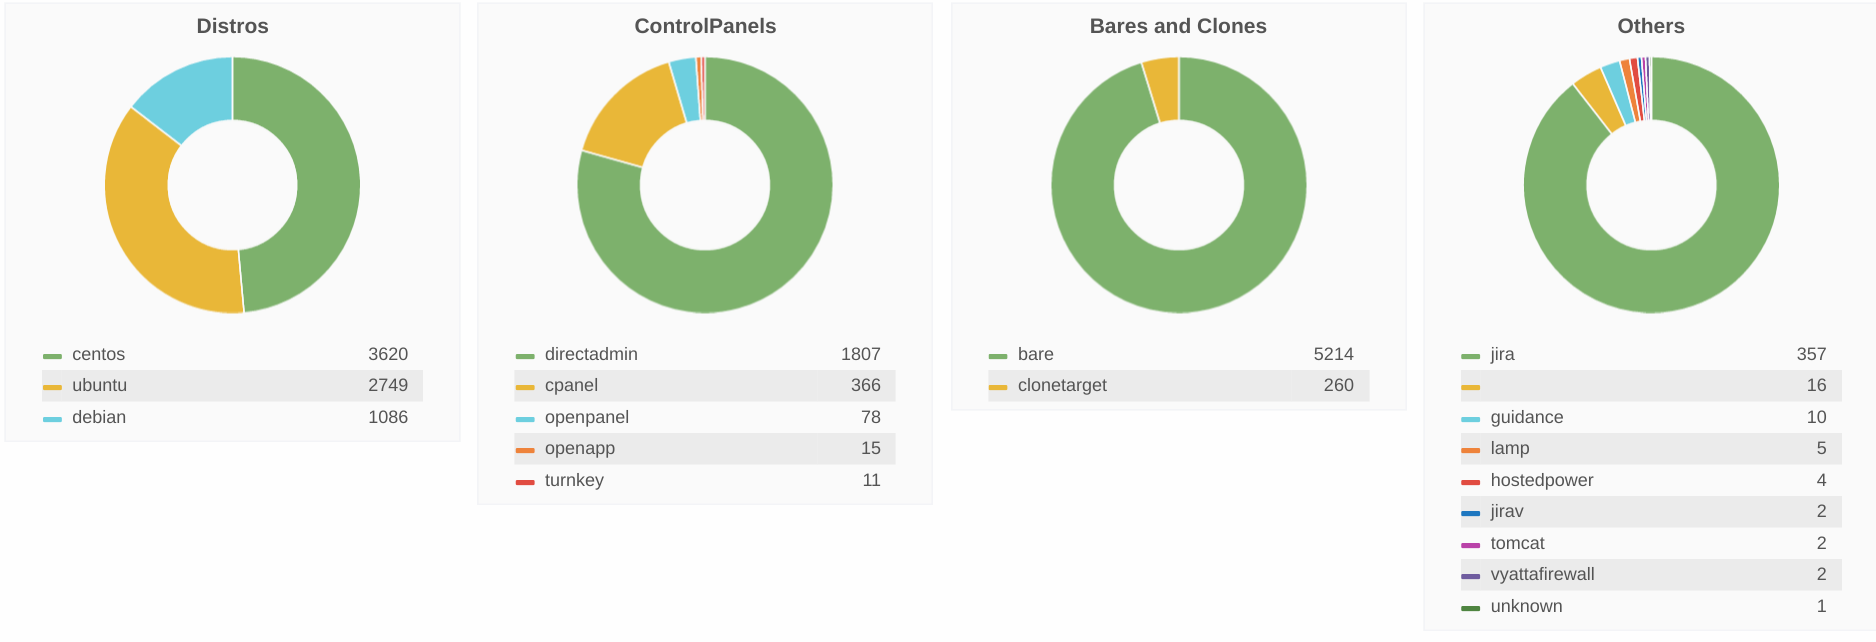 Distros
centos 3620
ubuntu 2749
debian 1086
ControlPanels
directadmin 1807
cpanel 366
openpanel 78
openapp 15
turnkey 11
Bares and Clones
bare 5214
clonetarget 260
Others
jira 357
16
guidance 10
lamp 5
hostedpower 4
jirav 2
tomcat 2
vyattafirewall 2
unknown 1